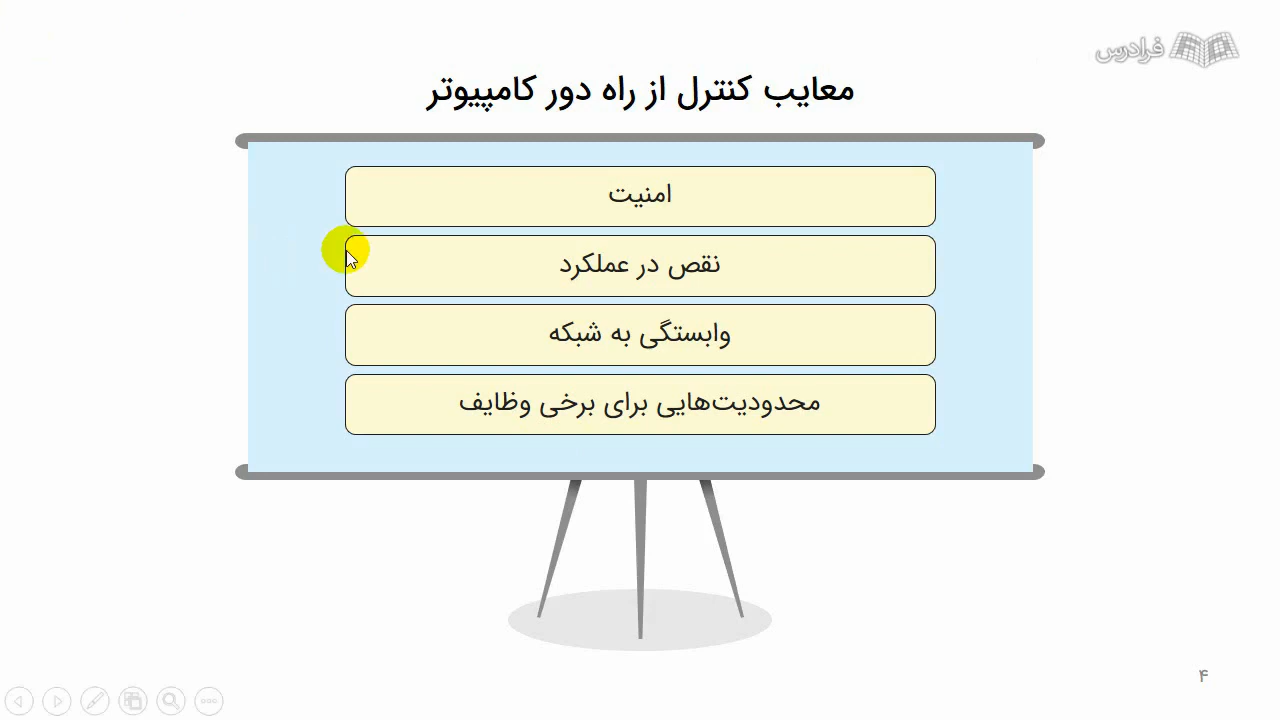 فرادرس
معایب کنترل از راه دور کامپیوتر
امنیت
نقص در عملکرد
وابستگی به شبکه
محدودیت‌هایی برای برخی وظایف
۴